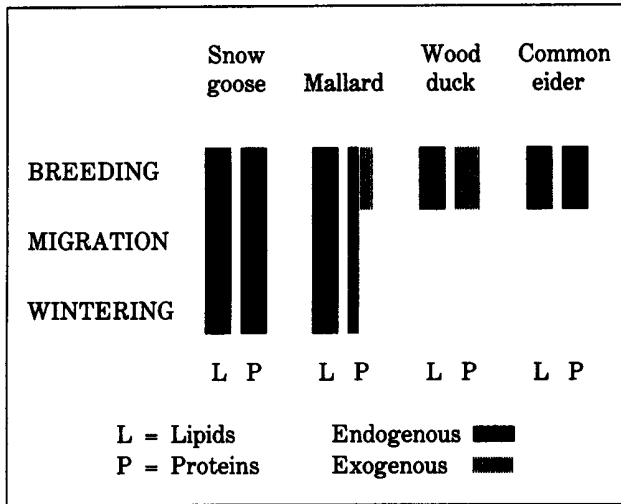 Snow goose
Mallard
Wood duck
Common eider
BREEDING
MIGRATION
WINTERING
L P L P L P L P
L = Lipids Endogenous
P = Proteins Exogenous